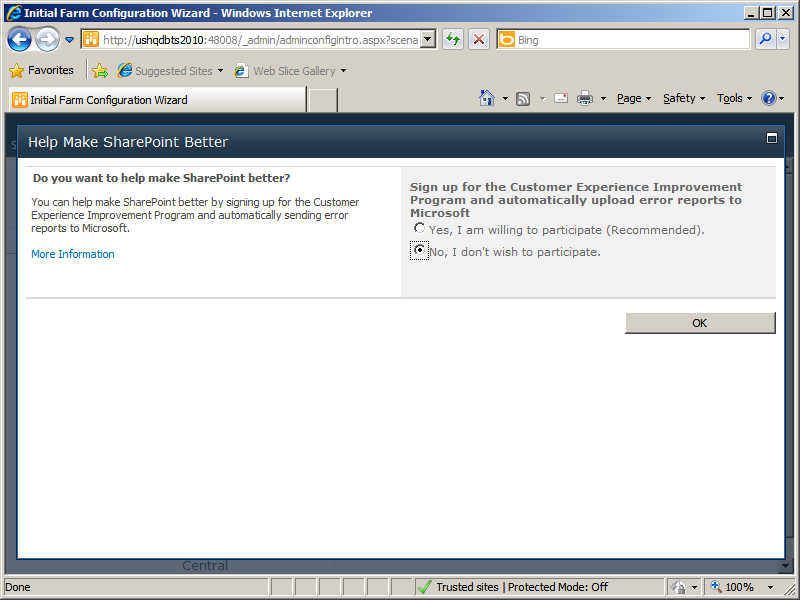 Initial Farm Configuration Wizard - Windows Internet Explorer
http://ushqdbts2010:48008/_admin/adminconfigintro.aspx?scena
Bing
Favorites
Suggested Sites
Web Slice Gallery
Initial Farm Configuration Wizard
Page
Safety
Tools
Help Make SharePoint Better
Do you want to help make SharePoint better?
You can help make SharePoint better by signing up for the Customer
Experience Improvement Program and automatically sending error
reports to Microsoft.
More Information
Sign up for the Customer Experience Improvement
Program and automatically upload error reports to
Microsoft
Yes, I am willing to participate (Recommended).
No, I don't wish to participate.
OK
Central
Done
Trusted sites | Protected Mode: Off
100%